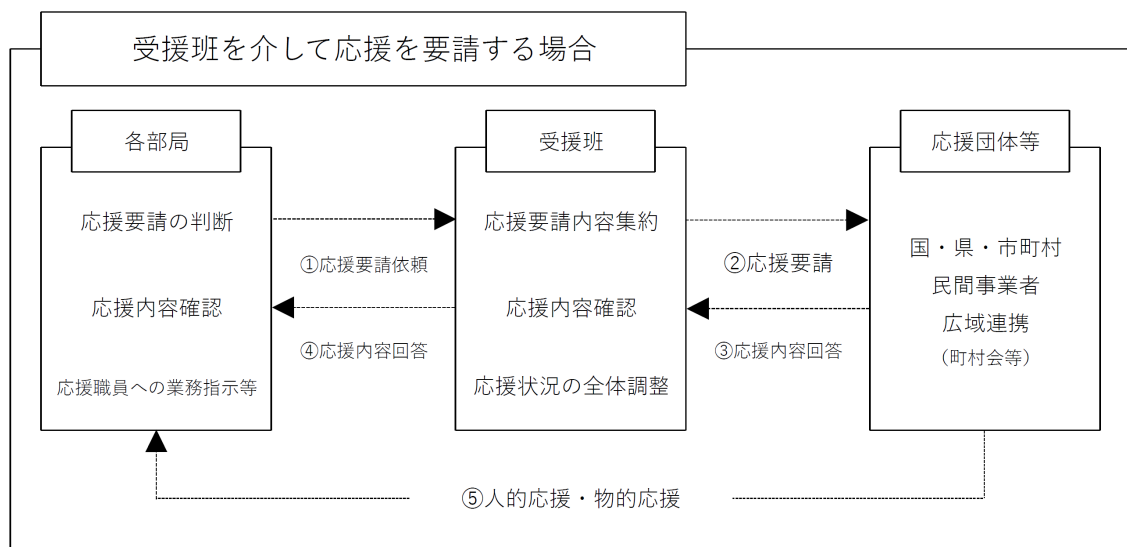 受援班を介して応援を要請する場合
各部局
応援要請の判断
応援内容確認
応援職員への業務指示等
①応援要請依頼
④応援内容回答
受援班
応援要請内容集約
応援内容確認
応援状況の全体調整
②応援要請
③応援内容回答
応援団体等
国・県・市町村
民間事業者
広域連携
（町村会等）
⑤人的応援・物的応援